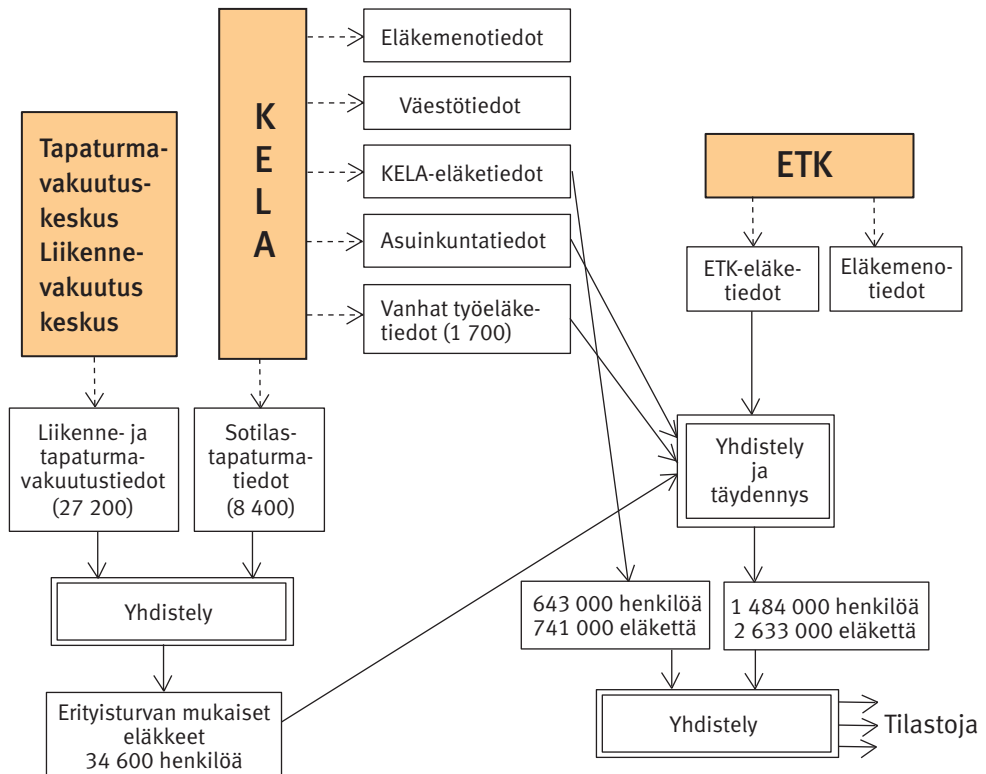 Tapaturma-
vakuutus-
keskus
Liikenne-
vakuutus
keskus
K
E
L
A
Eläkemenotiedot
Väestötiedot
KELA-eläketiedot
Asuinkuntatiedot
Vanhat työeläke-
tiedot (1 700)
ETK
ETK-eläke-
tiedot
Eläkemeno-
tiedot
Liikenne- ja
tapaturma-
vakuutustiedot
(27 200)
Sotilas-
tapaturma-
tiedot
(8 400)
Yhdistely
ja
täydennys
Yhdistely
643 000 henkilöä
741 000 eläkettä
1 484 000 henkilöä
2 633 000 eläkettä
Erityisturvan mukaiset
eläkkeet
34 600 henkilöä
Yhdistely
Tilastoja